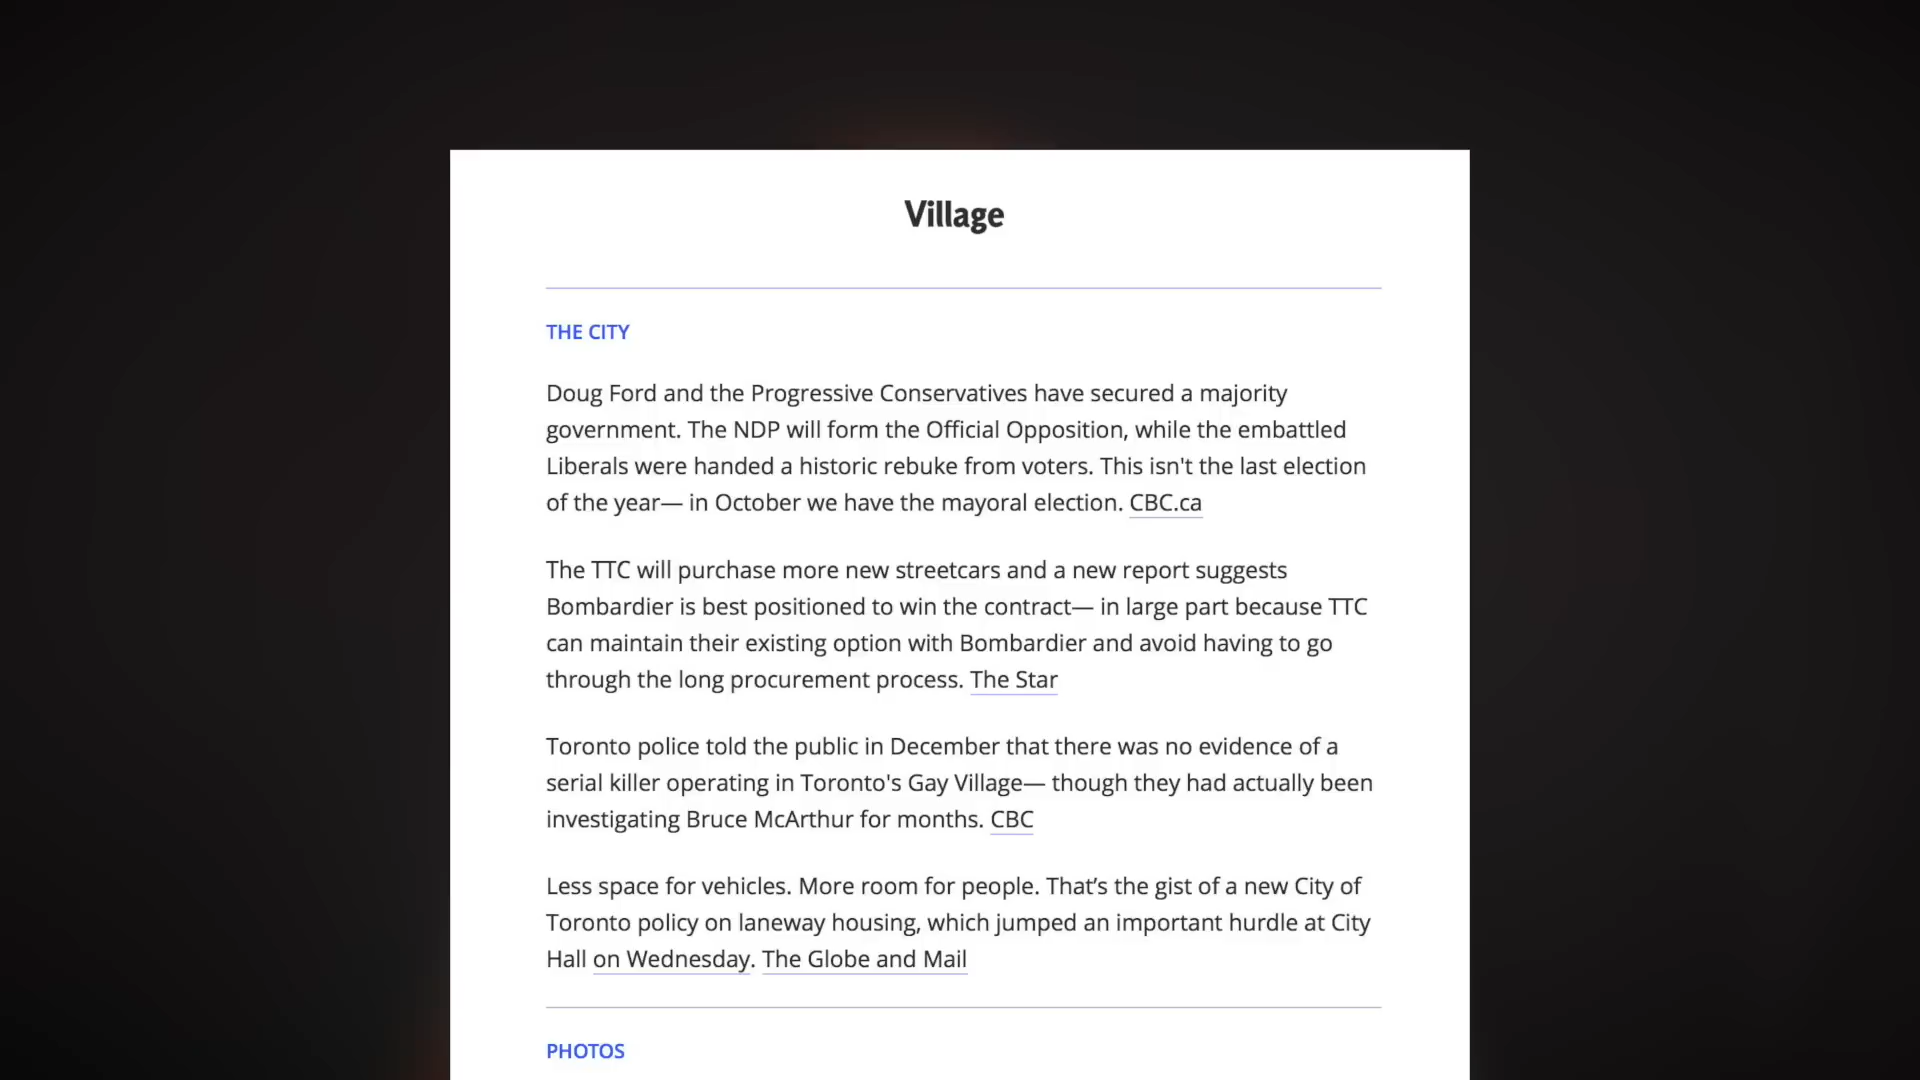 Village
THE CITY
Doug Ford and the Progressive Conservatives have secured a majority
government. The NDP will form the Official Opposition, while the embattled
Liberals were handed a historic rebuke from voters. This isn't the last election
of the year— in October we have the mayoral election. CBC.ca
The TTC will purchase more new streetcars and a new report suggests
Bombardier is best positioned to win the contract— in large part because TTC
can maintain their existing option with Bombardier and avoid having to go
through the long procurement process. The Star
Toronto police told the public in December that there was no evidence of a
serial killer operating in Toronto's Gay Village— though they had actually been
investigating Bruce McArthur for months. CBC
Less space for vehicles. More room for people. That’s the gist of a new City of
Toronto policy on laneway housing, which jumped an important hurdle at City
Hall on Wednesday. The Globe and Mail
PHOTOS